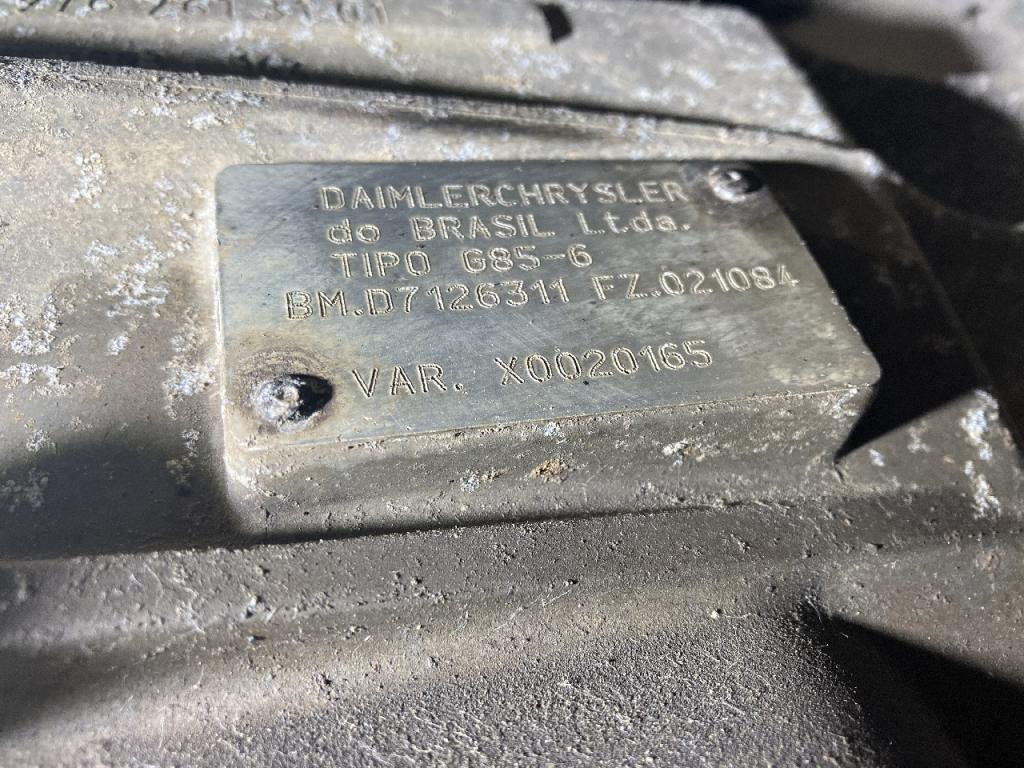 DAIMLERCHRYSLER
do BRASIL Ltda.
TIPO G85-6
BM.D7126311 FZ.021084
VAR. X0020165